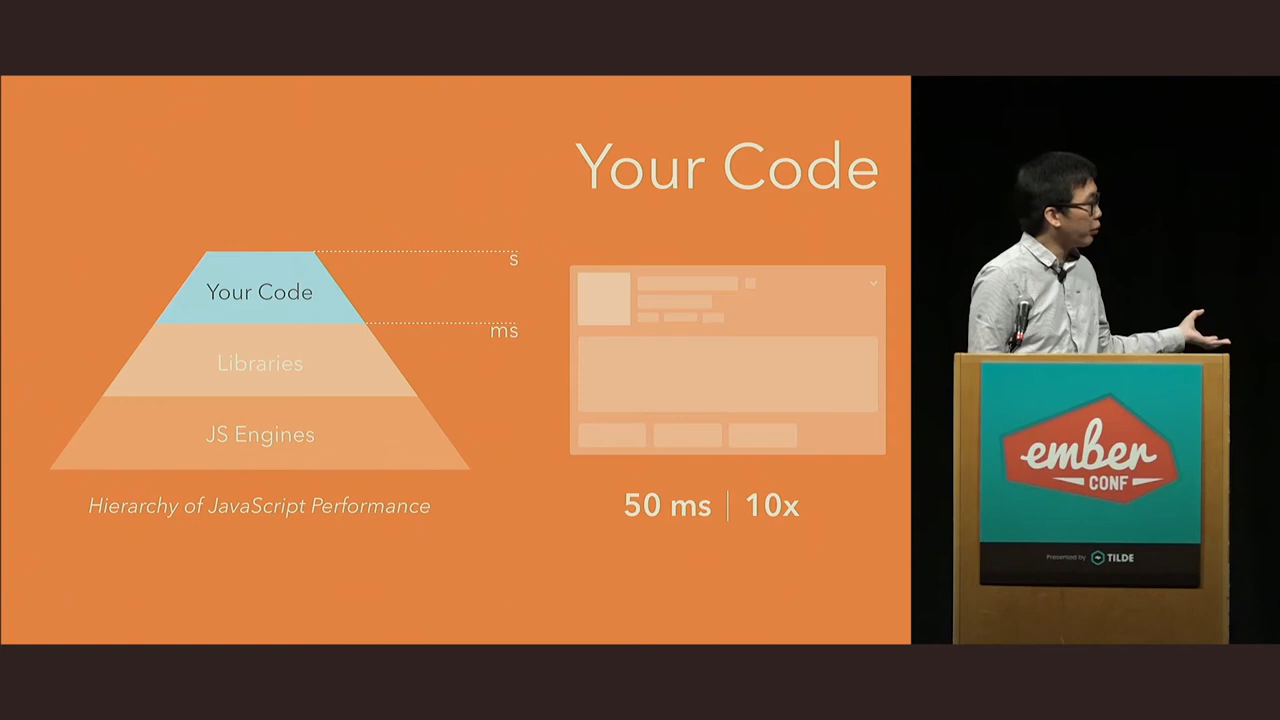 Your Code
s
Your Code
ms
Libraries
JS Engines
Hierarchy of JavaScript Performance
50 ms | 10x
ember
CONF
Presented by TILDE